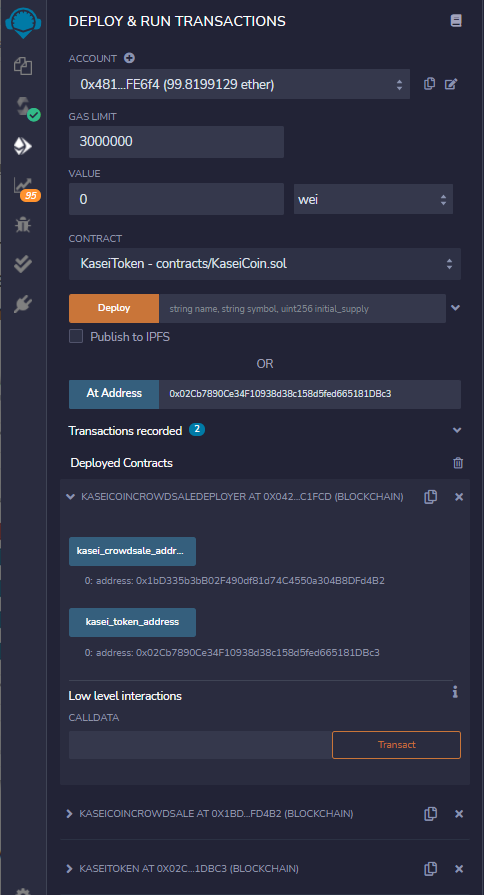 DEPLOY & RUN TRANSACTIONS
ACCOUNT
0x481...FE6f4 (99.8199129 ether)
GAS LIMIT
3000000
VALUE
0 wei
95
CONTRACT
KaseiToken - contracts/KaseiCoin.sol
Deploy string name, string symbol, uint256 initial_supply
Publish to IPFS
OR
At Address 0x02Cb7890Ce34F10938d38c158d5fed665181DBc3
Transactions recorded 2
Deployed Contracts
KASEICOINCROWDSALEDEPLOYER AT 0X042...C1FCD (BLOCKCHAIN)
kasei_crowdsale_addr...
0: address: 0x1bD335b3bB02F490df81d74C4550a304B8DFd4B2
kasei_token_address
0: address: 0x02Cb7890Ce34F10938d38c158d5fed665181DBc3
Low level interactions
CALLDATA
Transact
KASEICOINCROWDSALE AT 0X1BD...FD4B2 (BLOCKCHAIN)
KASEITOKEN AT 0X02C...1DBC3 (BLOCKCHAIN)